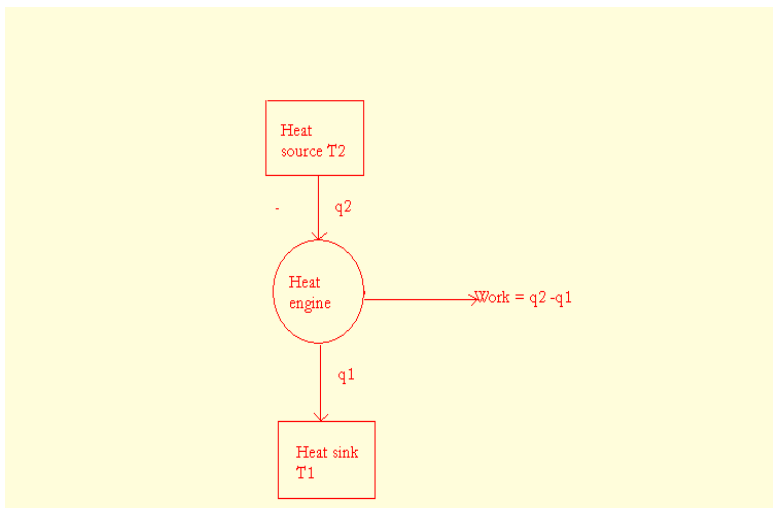 Heat
source T2
- q2
Heat
engine
Work = q2 -q1
q1
Heat sink
T1